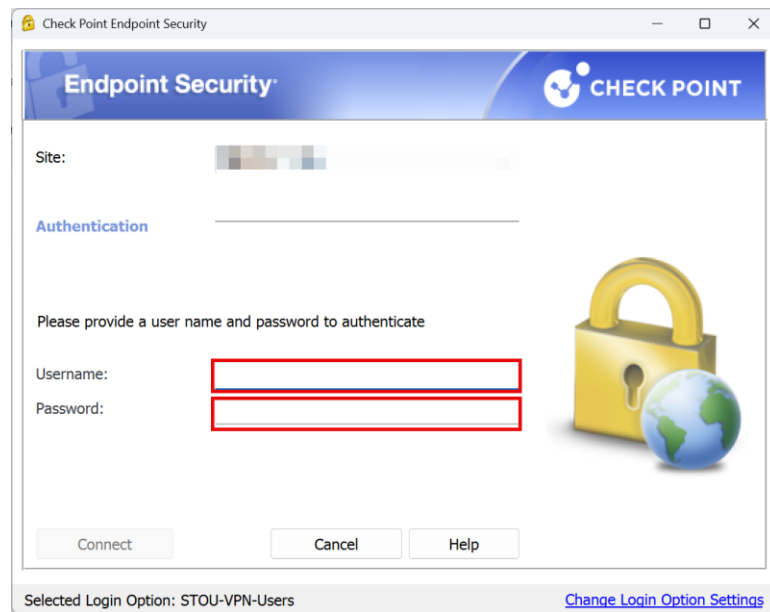 Check Point Endpoint Security
Endpoint Security
CHECK POINT
Site:
Authentication
Please provide a user name and password to authenticate
Username:
Password:
Connect
Cancel
Help
Selected Login Option: STOU-VPN-Users
Change Login Option Settings